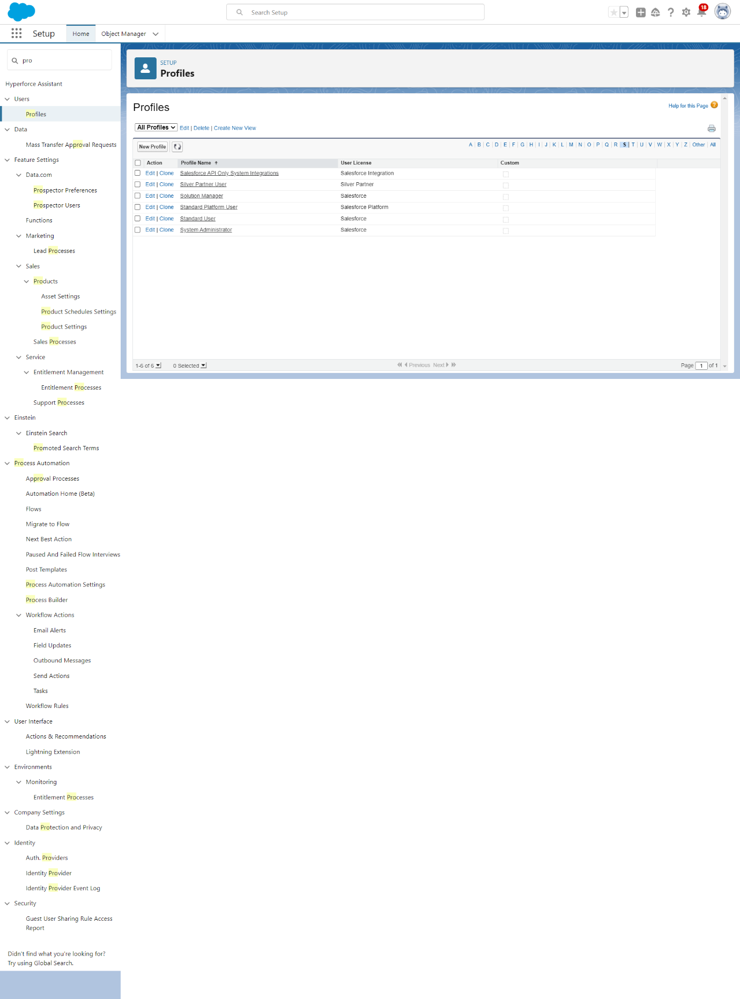 Search Setup
18
Setup
Home
Object Manager
pro
Hyperforce Assistant
Users
Profiles
Data
Mass Transfer Approval Requests
Feature Settings
Data.com
Prospector Preferences
Prospector Users
Functions
Marketing
Lead Processes
Sales
Products
Asset Settings
Product Schedules Settings
Product Settings
Sales Processes
Service
Entitlement Management
Entitlement Processes
Support Processes
Einstein
Einstein Search
Promoted Search Terms
Process Automation
Approval Processes
Automation Home (Beta)
Flows
Migrate to Flow
Next Best Action
Paused And Failed Flow Interviews
Post Templates
Process Automation Settings
Process Builder
Workflow Actions
Email Alerts
Field Updates
Outbound Messages
Send Actions
Tasks
Workflow Rules
User Interface
Actions & Recommendations
Lightning Extension
Environments
Monitoring
Entitlement Processes
Company Settings
Data Protection and Privacy
Identity
Auth. Providers
Identity Provider
Identity Provider Event Log
Security
Guest User Sharing Rule Access
Report
Didn't find what you're looking for?
Try using Global Search.
SETUP
Profiles
Profiles
Help for this Page ?
All Profiles Edit | Delete | Create New View
New Profile
A | B | C | D | E | F | G | H | I | J | K | L | M | N | O | P | Q | R | S | T | U | V | W | X | Y | Z | Other | All
Action Profile Name ↑ User License Custom
Edit | Clone Salesforce API Only System Integrations Salesforce Integration
Edit | Clone Silver Partner User Silver Partner
Edit | Clone Solution Manager Salesforce
Edit | Clone Standard Platform User Salesforce Platform
Edit | Clone Standard User Salesforce
Edit | Clone System Administrator Salesforce
1-6 of 6 0 Selected Previous Next Page 1 of 1